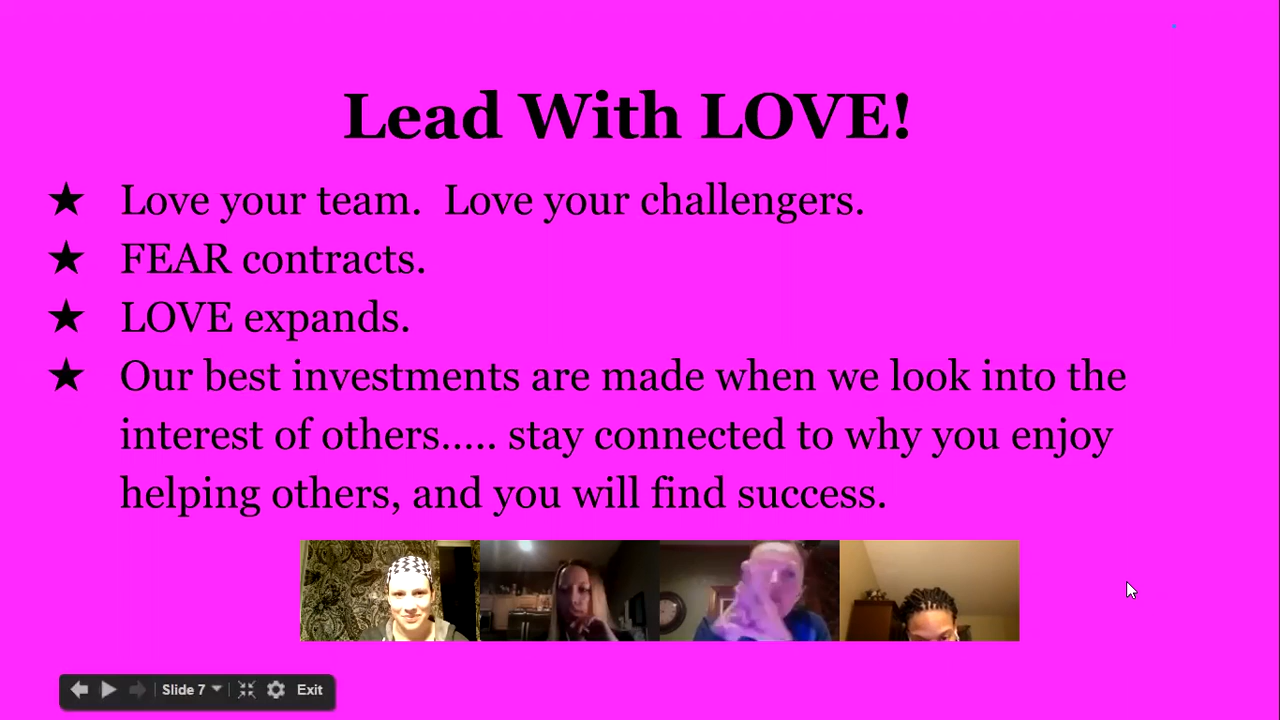 Lead With LOVE!
★ Love your team.  Love your challengers.
★ FEAR contracts.
★ LOVE expands.
★ Our best investments are made when we look into the
interest of others..... stay connected to why you enjoy
helping others, and you will find success.
Slide 7
Exit